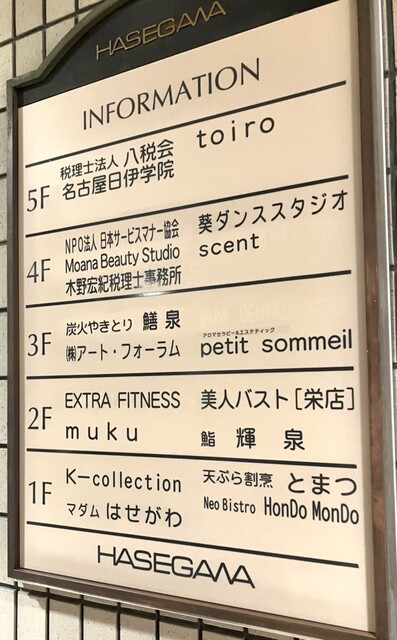 HASEGAWA
INFORMATION
5F
税理士法人 八税会
名古屋日伊学院
toiro
4F
NPO法人 日本サービスマナー協会
Moana Beauty Studio
木野宏紀税理士事務所
葵ダンススタジオ
scent
3F
炭火やきとり 鱔泉
㈱アート・フォーラム
アロマセラピー&エステティック
petit sommeil
2F
EXTRA FITNESS
muku
美人バスト[栄店]
鮨 輝 泉
1F
K-collection
マダム はせがわ
天ぷら割烹 とまつ
Neo Bistro HonDo MonDo
HASEGAWA